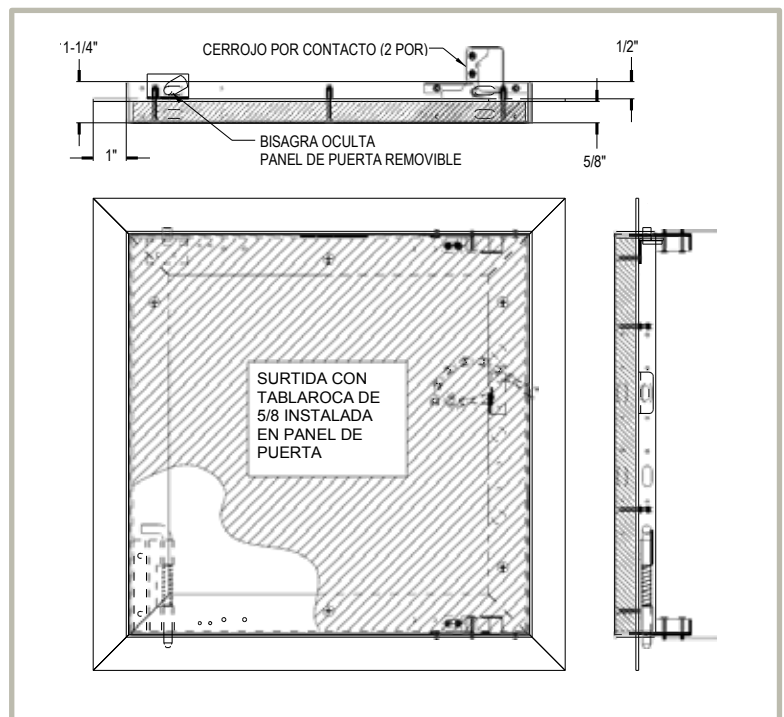 1-1/4"
CERROJO POR CONTACTO (2 POR)
1/2"
BISAGRA OCULTA
PANEL DE PUERTA REMOVIBLE
1"
5/8"
SURTIDA CON
TABLAROCA DE
5/8 INSTALADA
EN PANEL DE
PUERTA